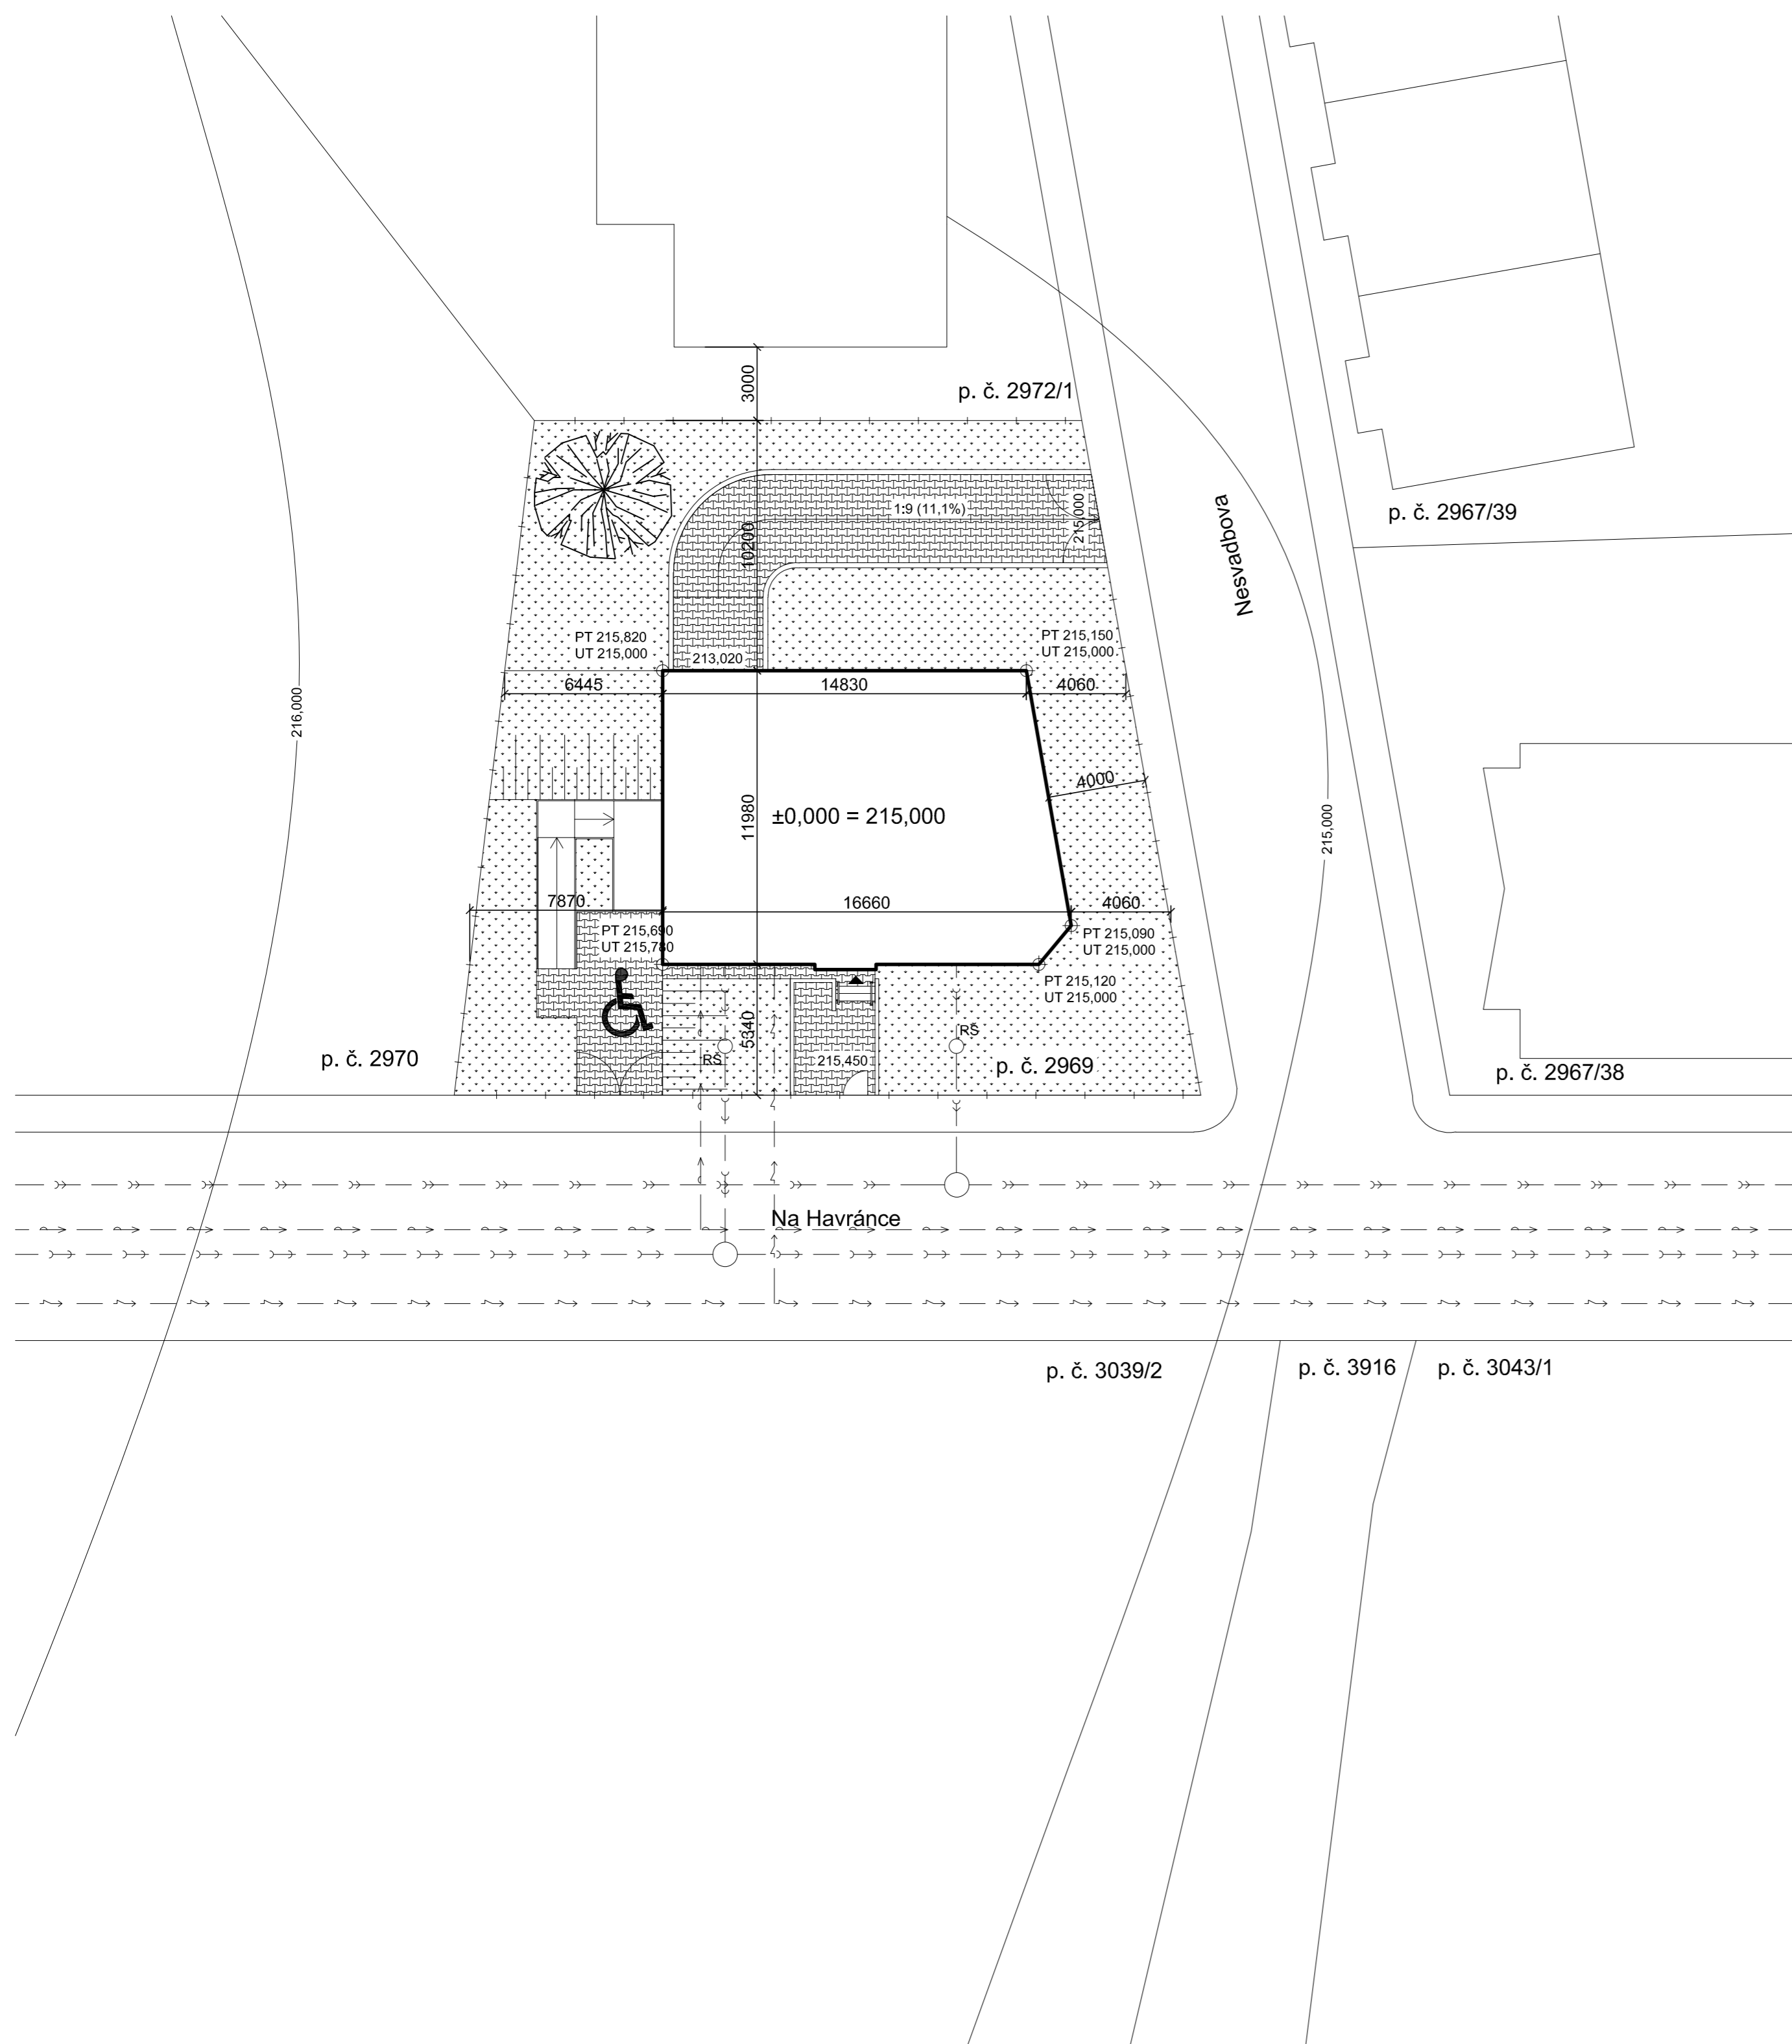 3000
p. č. 2972/1
p. č. 2967/39
Nesvadbova
1:9 (11,1%)
215,000
10200
PT 215,820
UT 215,000
213,020
PT 215,150
UT 215,000
6445
14830
4060
216,000
4000
11980
±0,000 = 215,000
215,000
7870
16660
4060
PT 215,690
UT 215,780
PT 215,090
UT 215,000
PT 215,120
UT 215,000
5340
RŠ
RŠ
215,450
p. č. 2970
p. č. 2969
p. č. 2967/38
Na Havránce
p. č. 3039/2
p. č. 3916
p. č. 3043/1